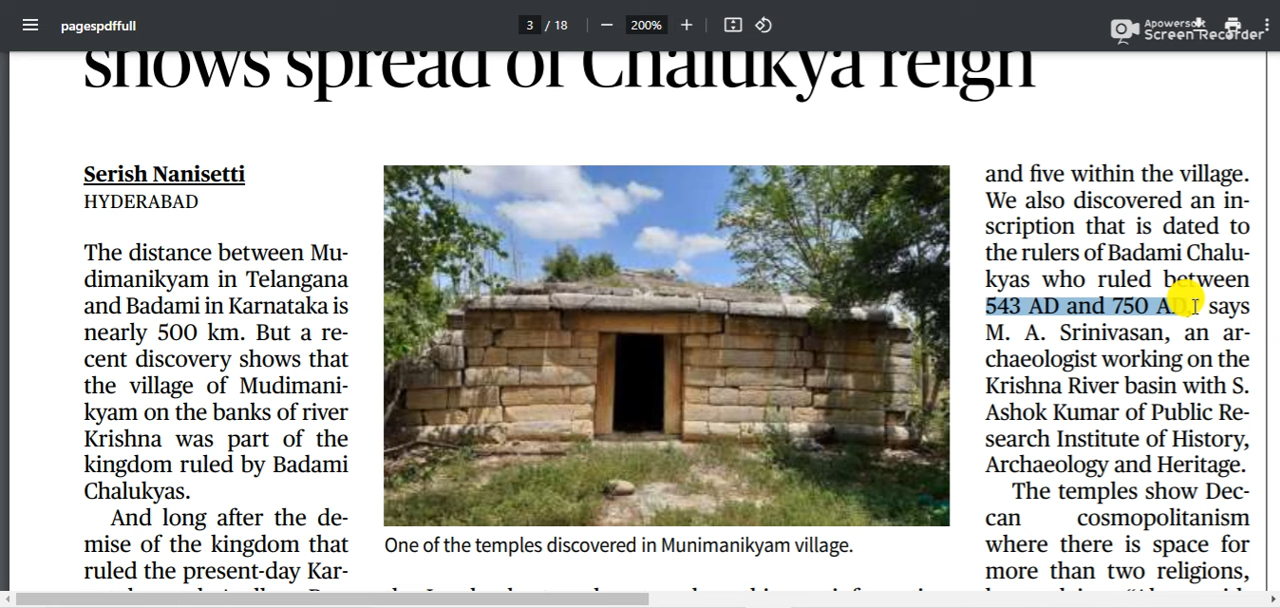 pagespdffull
3 / 18
200%
Apowersoft
Screen Recorder
shows spread of Chalukya reign
Serish Nanisetti
HYDERABAD
The distance between Mu-
dimanikyam in Telangana
and Badami in Karnataka is
nearly 500 km. But a re-
cent discovery shows that
the village of Mudimani-
kyam on the banks of river
Krishna was part of the
kingdom ruled by Badami
Chalukyas.
And long after the de-
mise of the kingdom that
ruled the present-day Kar-
One of the temples discovered in Munimanikyam village.
and five within the village.
We also discovered an in-
scription that is dated to
the rulers of Badami Chalu-
kyas who ruled between
543 AD and 750 AD, says
M. A. Srinivasan, an ar-
chaeologist working on the
Krishna River basin with S.
Ashok Kumar of Public Re-
search Institute of History,
Archaeology and Heritage.
The temples show Dec-
can cosmopolitanism
where there is space for
more than two religions,